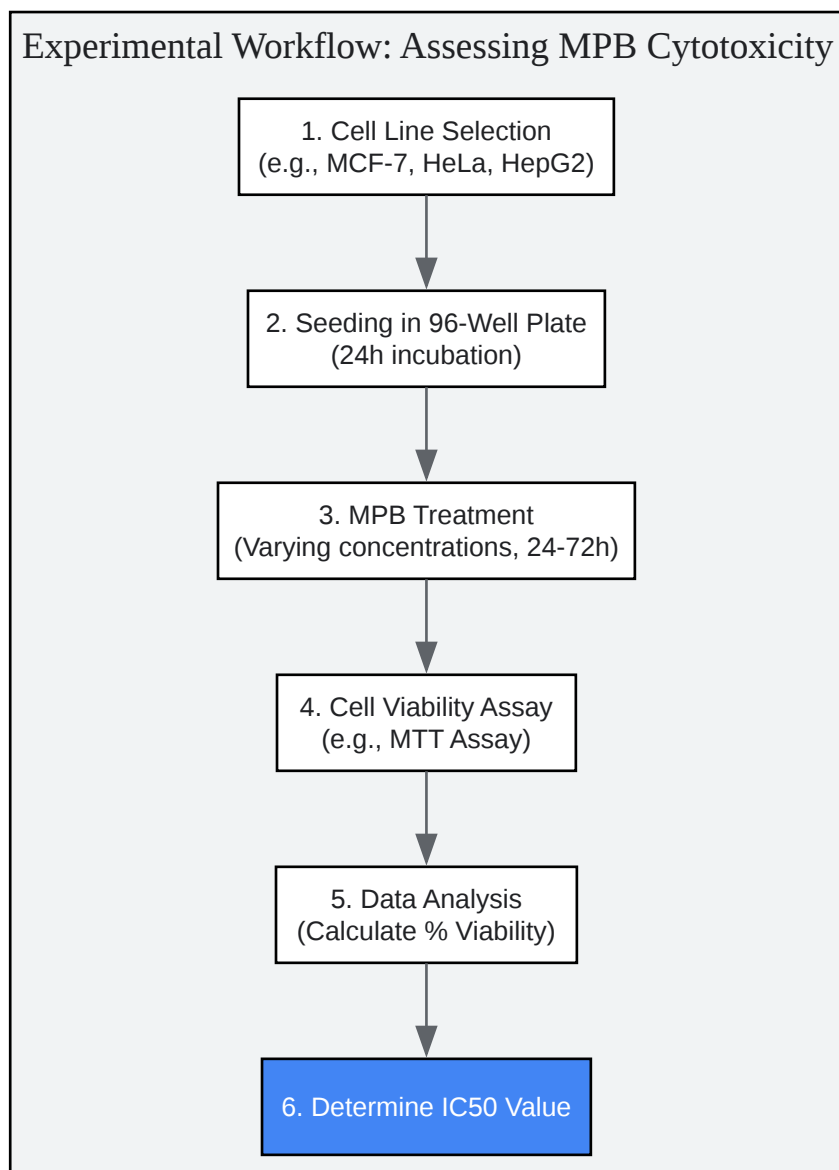 Experimental Workflow: Assessing MPB Cytotoxicity
1. Cell Line Selection
(e.g., MCF-7, HeLa, HepG2)
2. Seeding in 96-Well Plate
(24h incubation)
3. MPB Treatment
(Varying concentrations, 24-72h)
4. Cell Viability Assay
(e.g., MTT Assay)
5. Data Analysis
(Calculate % Viability)
6. Determine IC50 Value